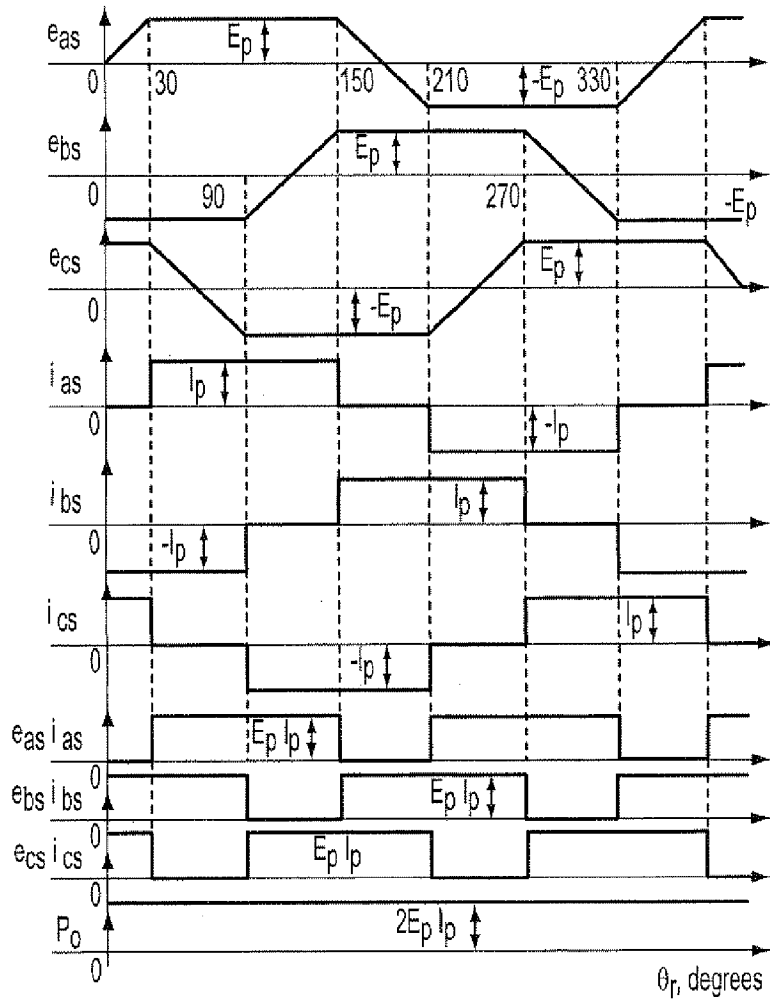 e_as
E_p
0
30
150
210
-E_p
330
e_bs
E_p
0
90
270
-E_p
e_cs
E_p
0
-E_p
i_as
I_p
0
-I_p
i_bs
I_p
0
-I_p
i_cs
I_p
0
-I_p
e_as i_as
E_p I_p
0
e_bs i_bs
E_p I_p
0
e_cs i_cs
E_p I_p
0
P_o
2E_p I_p
0
θ_r, degrees